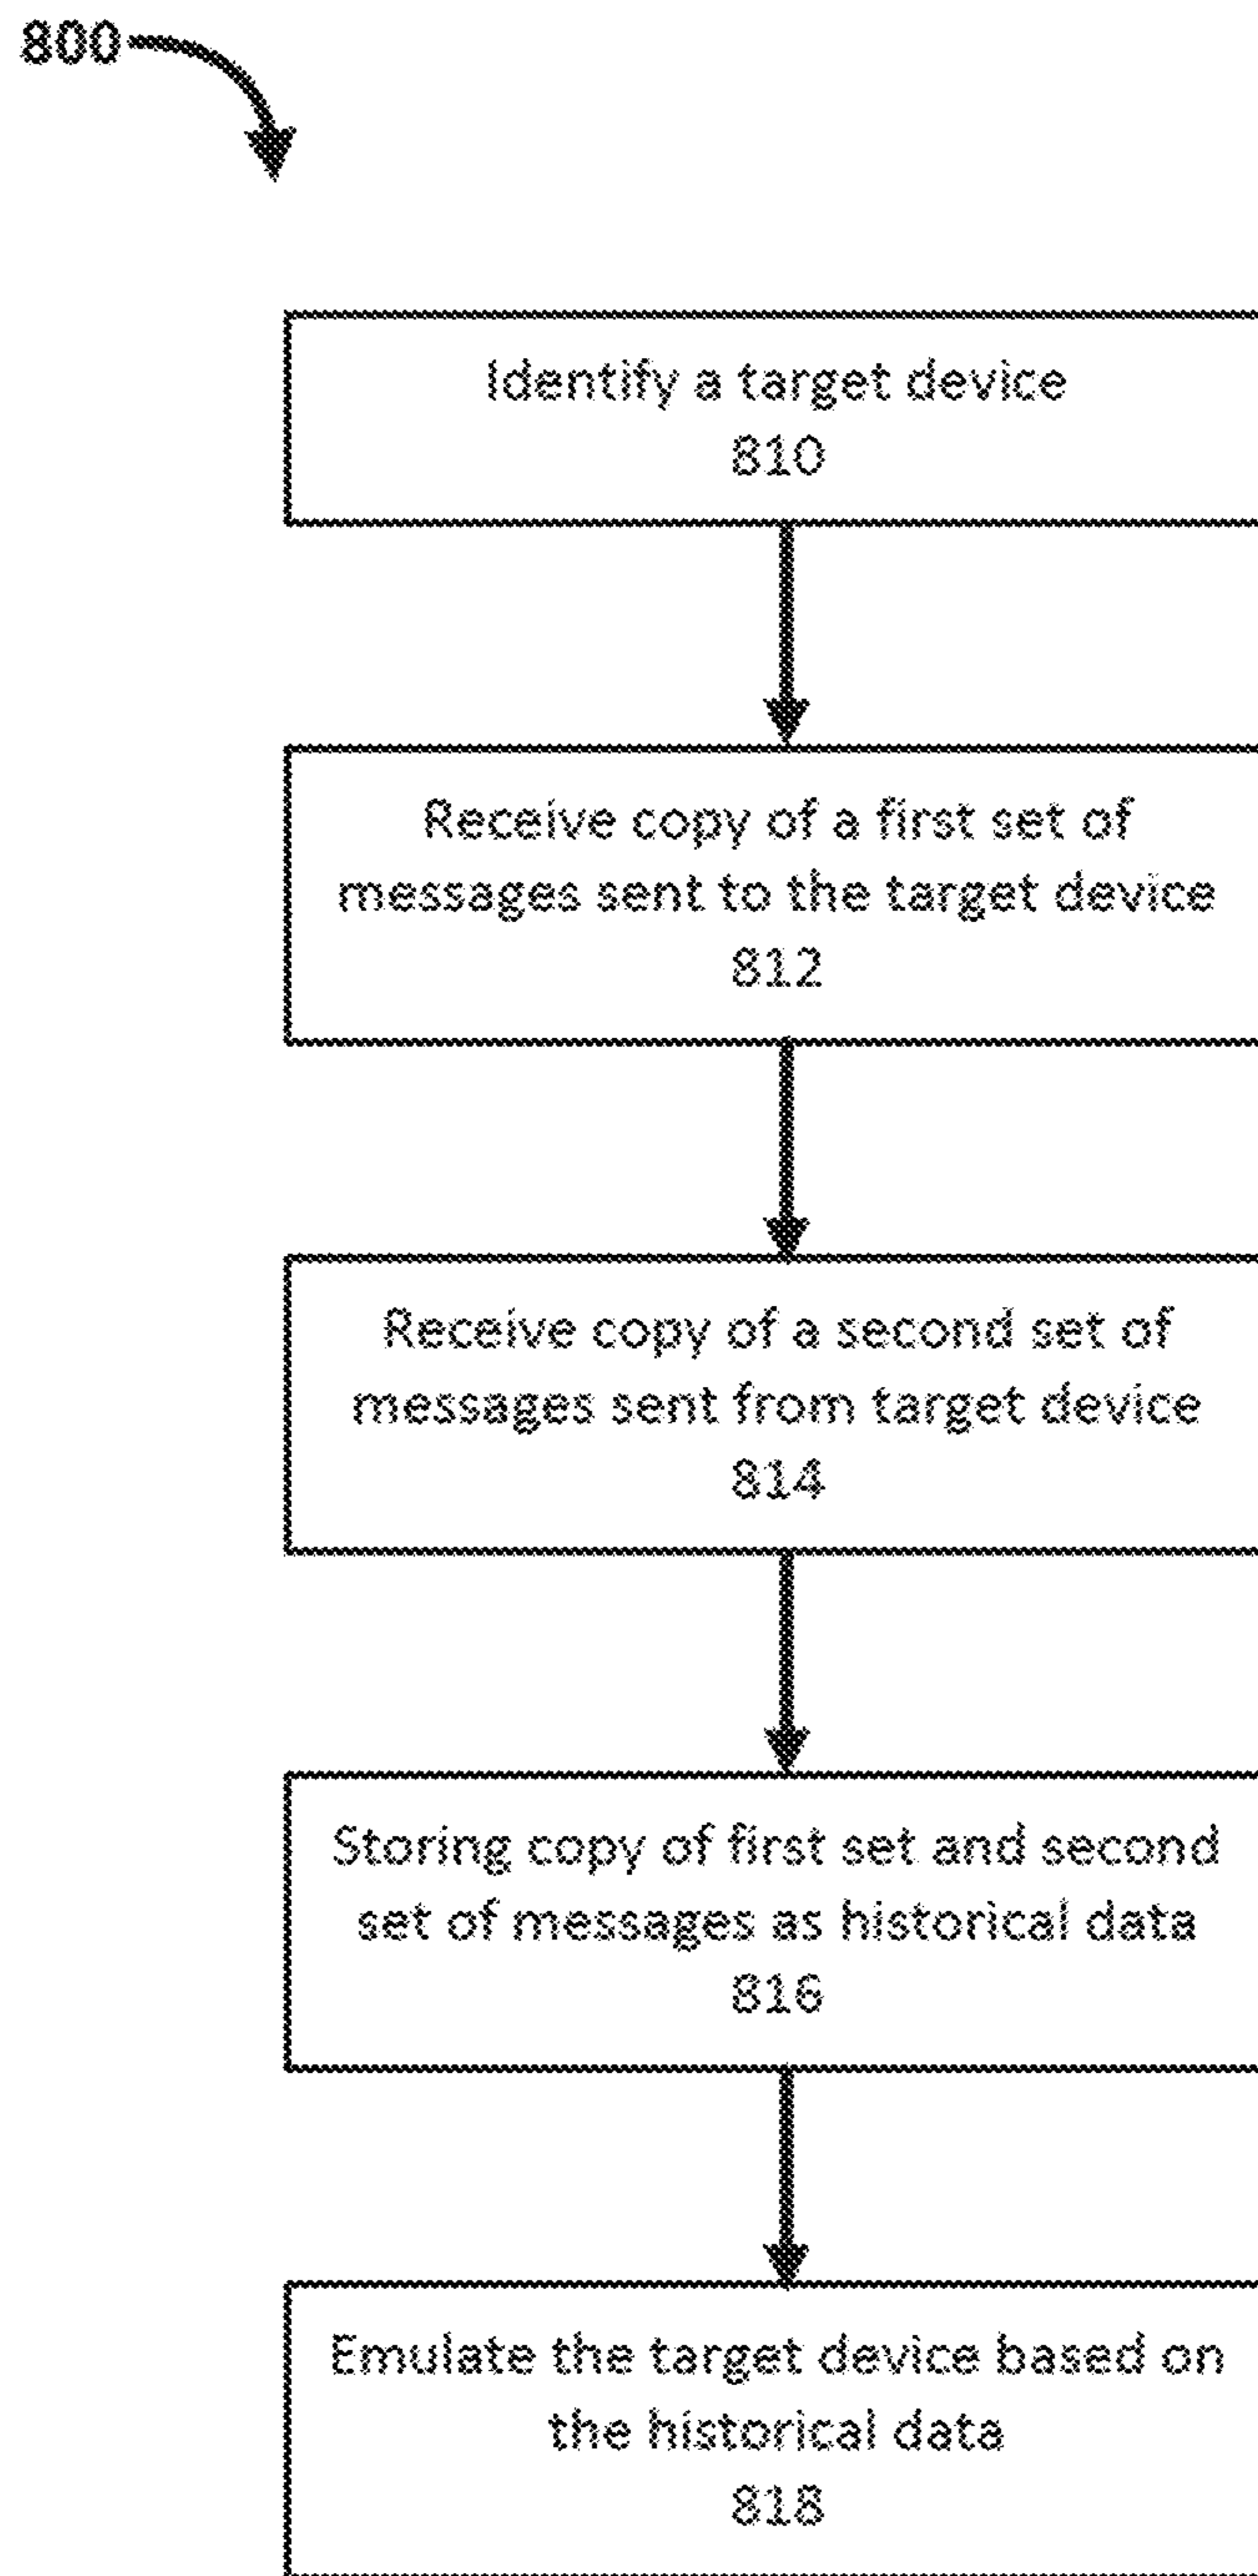 800
Identify a target device
810
Receive copy of a first set of
messages sent to the target device
812
Receive copy of a second set of
messages sent from target device
814
Storing copy of first set and second
set of messages as historical data
816
Emulate the target device based on
the historical data
818